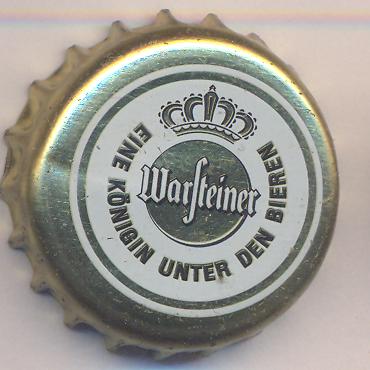 Warsteiner
EINE KÖNIGIN UNTER DEN BIEREN